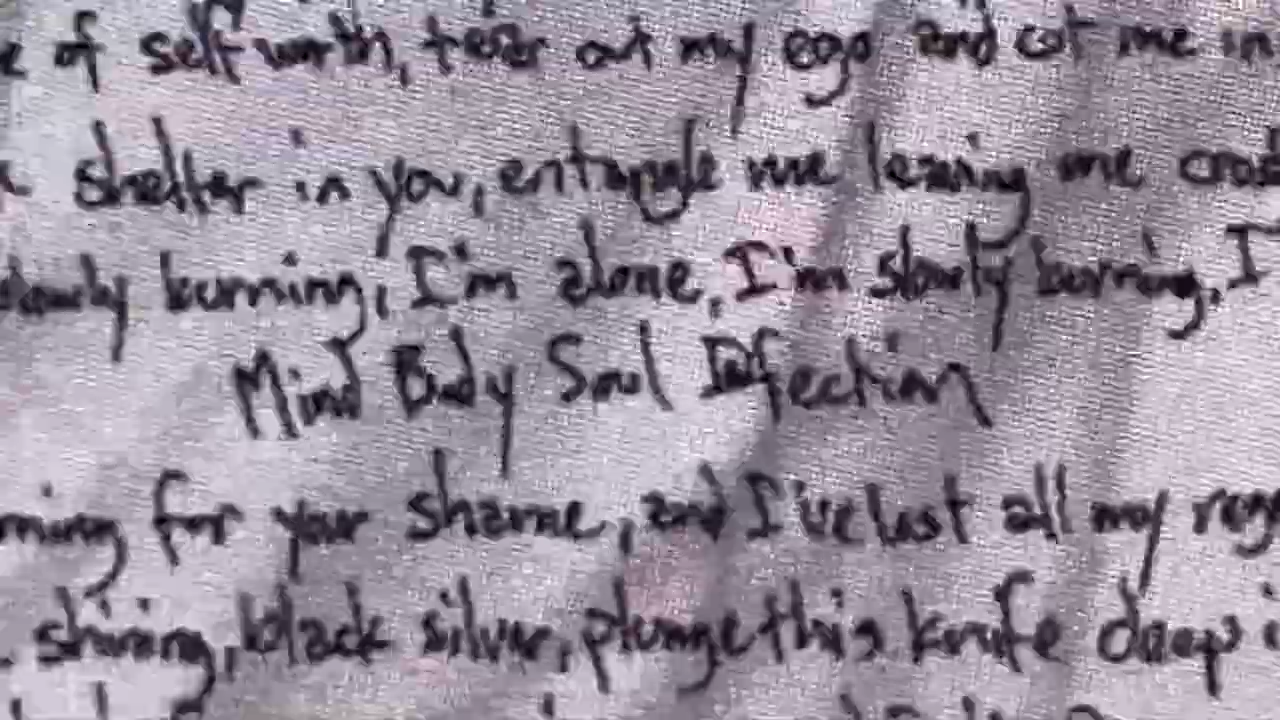 of self worth, tear out my ego and cut me in
shelter in you, entangle me leaving me
slowly burning, I'm alone, I'm slowly burning, I
Mind Body Soul Infection
for your shame, and I've lost all my
shining, black silver, plunge this knife deep